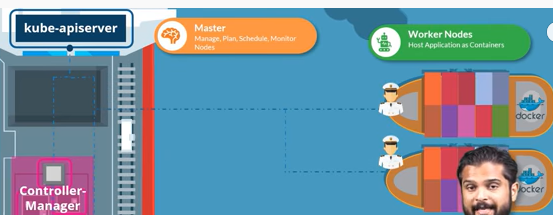 kube-apiserver
Master
Manage, Plan, Schedule, Monitor
Nodes
Worker Nodes
Host Application as Containers
docker
docker
Controller-
Manager